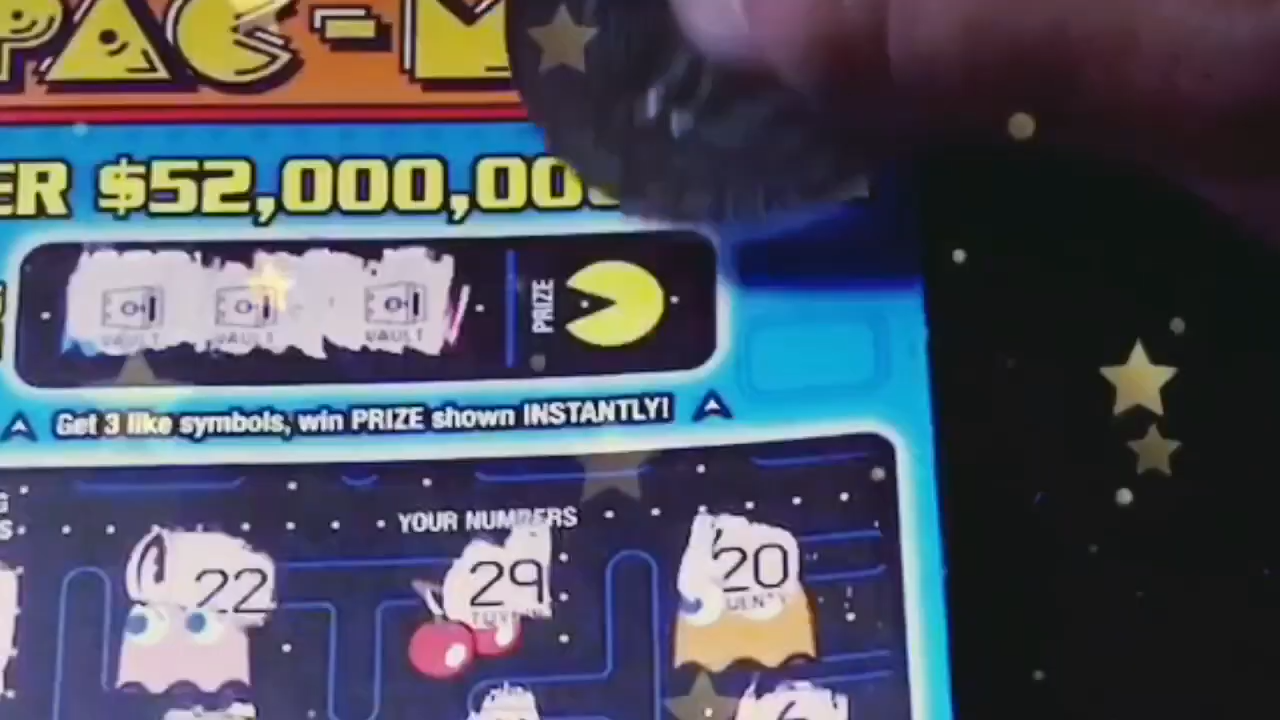 PAC-M
ER $52,000,00
VAULT VAULT VAULT PRIZE
Get 3 like symbols, win PRIZE shown INSTANTLY!
YOUR NUMBERS
22 29 20
6